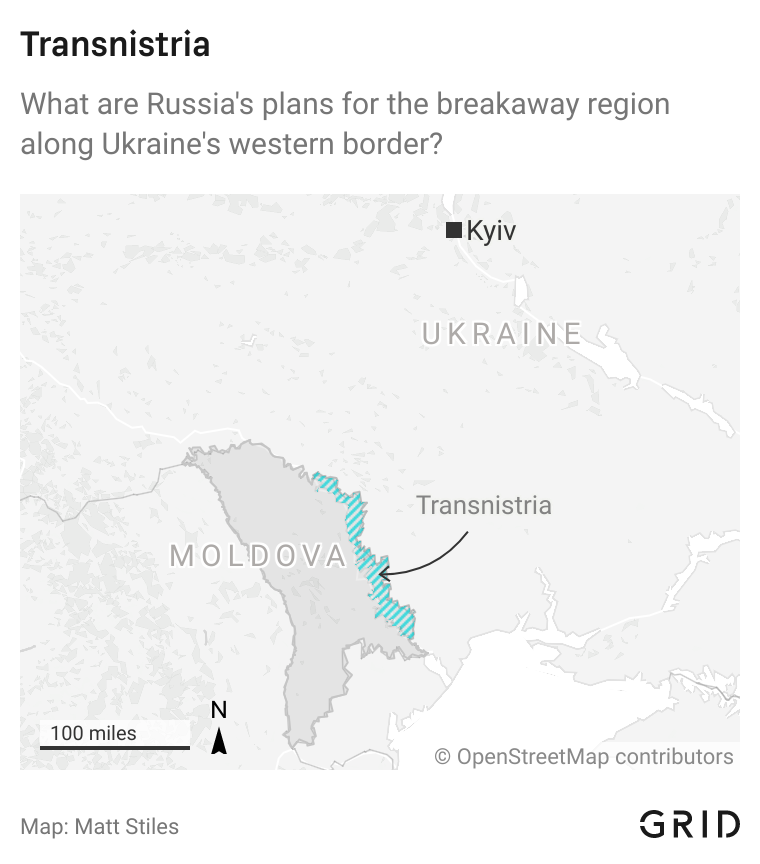 Transnistria
What are Russia's plans for the breakaway region
along Ukraine's western border?
Kyiv
UKRAINE
Transnistria
MOLDOVA
N
100 miles
© OpenStreetMap contributors
Map: Matt Stiles
GRID